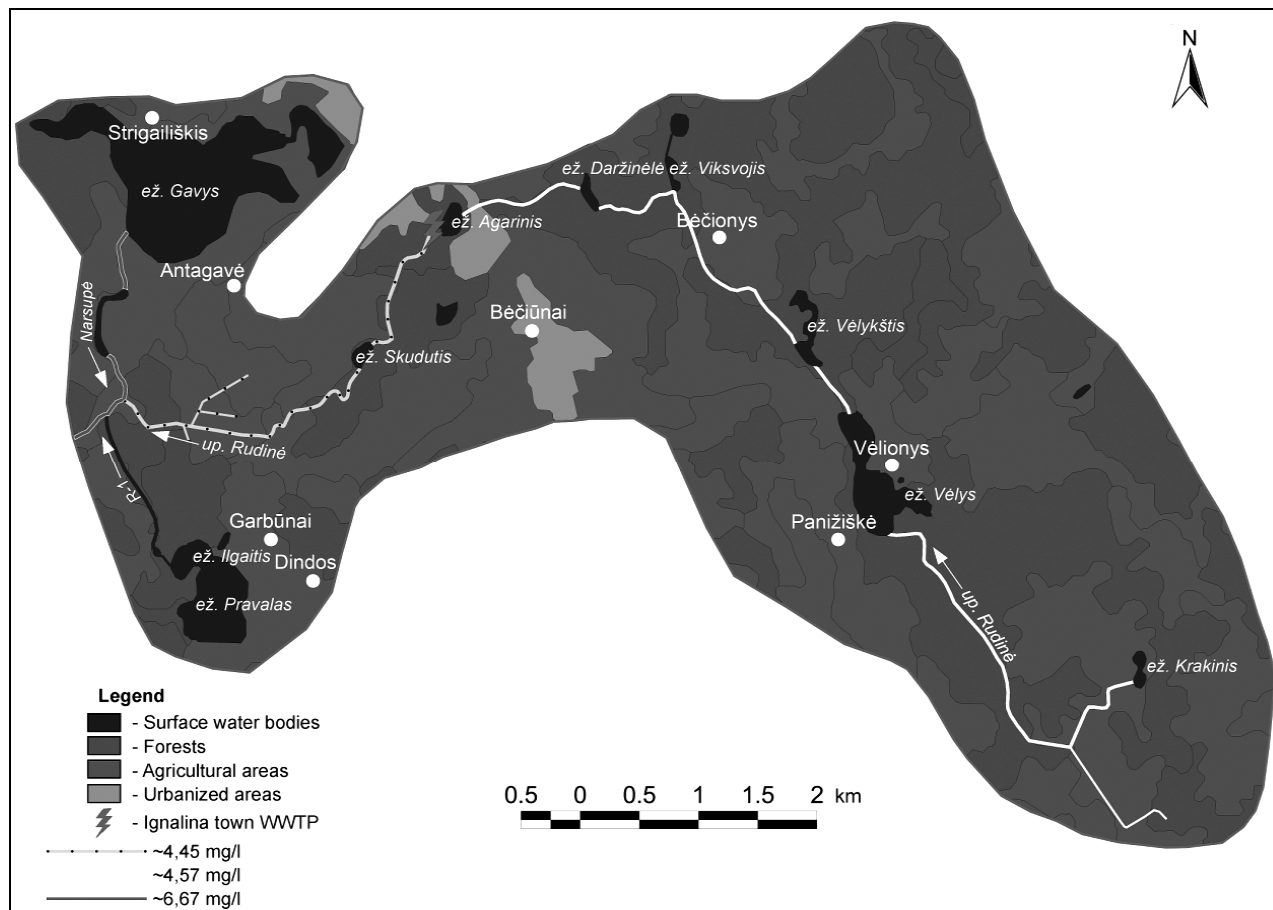 N
Strigailiškis
ež. Gavys
ež. Daržinėlė
ež. Viksvojis
ež. Agarinis
Bėčionys
Antagavė
Narsupė
Bėčiūnai
ež. Vėlykštis
ež. Skudutis
up. Rudinė
R-1
Vėlionys
ež. Vėlys
Garbūnai
Panižiškė
ež. Ilgaitis
Dindos
ež. Pravalas
up. Rudinė
ež. Krakinis
Legend
- Surface water bodies
- Forests
- Agricultural areas
- Urbanized areas
- Ignalina town WWTP
~4,45 mg/l
4,57 mg/l
~6,67 mg/l
0.5 0 0.5 1 1.5 2 km